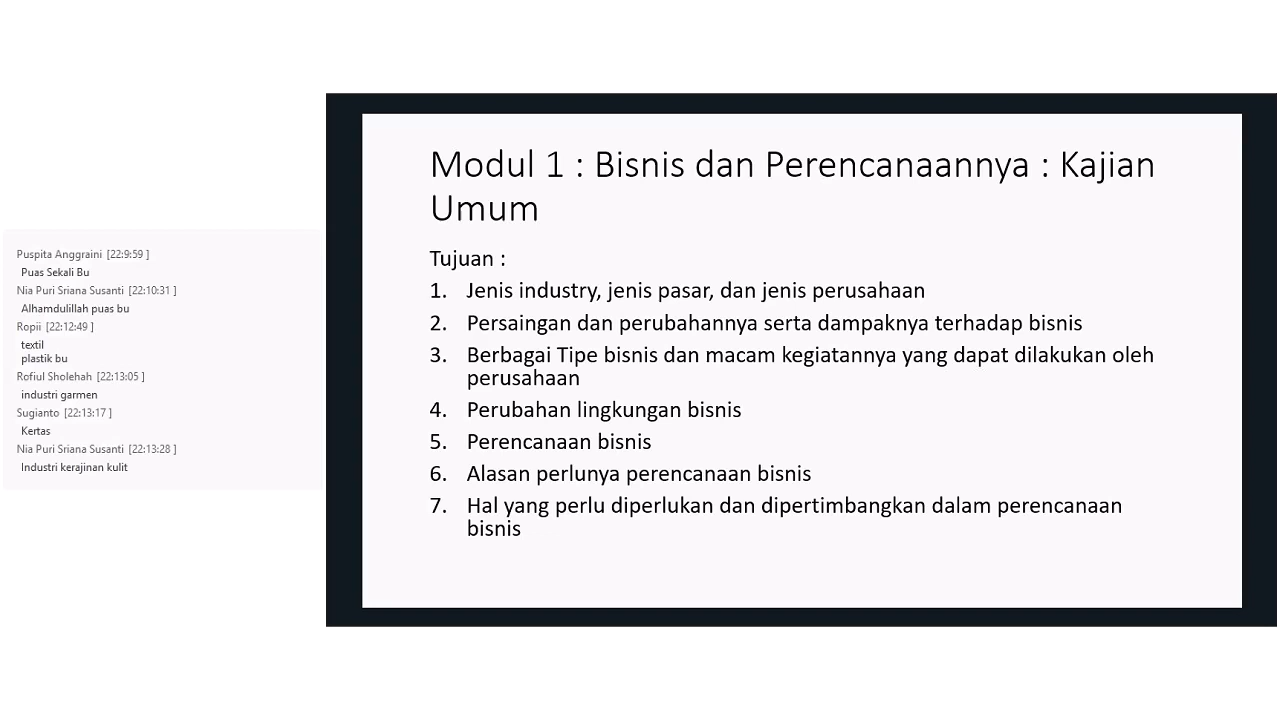 Puspita Anggraini [22:9:59 ]
Puas Sekali Bu
Nia Puri Sriana Susanti [22:10:31 ]
Alhamdulillah puas bu
Ropii [22:12:49 ]
textil
plastik bu
Rofiul Sholehah [22:13:05 ]
industri garmen
Sugianto [22:13:17 ]
Kertas
Nia Puri Sriana Susanti [22:13:28 ]
Industri kerajinan kulit
Modul 1 : Bisnis dan Perencanaannya : Kajian
Umum
Tujuan :
1. Jenis industry, jenis pasar, dan jenis perusahaan
2. Persaingan dan perubahannya serta dampaknya terhadap bisnis
3. Berbagai Tipe bisnis dan macam kegiatannya yang dapat dilakukan oleh
perusahaan
4. Perubahan lingkungan bisnis
5. Perencanaan bisnis
6. Alasan perlunya perencanaan bisnis
7. Hal yang perlu diperlukan dan dipertimbangkan dalam perencanaan
bisnis